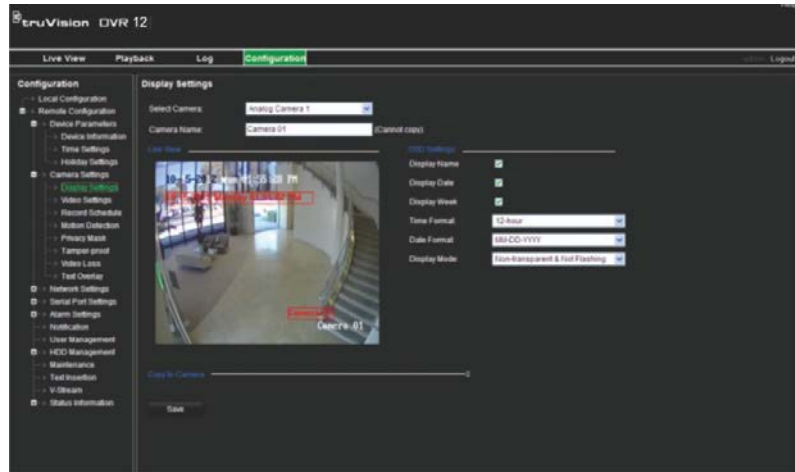 truVision DVR 12
Live View Playback Log Configuration Logout
Configuration
Local Configuration
Remote Configuration
Device Parameters
Device Information
Time Settings
Holiday Settings
Camera Settings
Display Settings
Video Settings
Record Schedule
Motion Detection
Privacy Mask
Tamper-proof
Video Loss
Text Overlay
Network Settings
Serial Port Settings
Alarm Settings
Notification
User Management
HDD Management
Maintenance
Text Insertion
V-Stream
Status Information
Display Settings
Select Camera: Analog Camera 1
Camera Name: Camera 01 (Cannot copy)
Live View
Camera 01
OSD Settings
Display Name
Display Date
Display Week
Time Format: 12-hour
Date Format: MM-DD-YYYY
Display Mode: Non-transparent & Not Flashing
Copy to Camera
Save